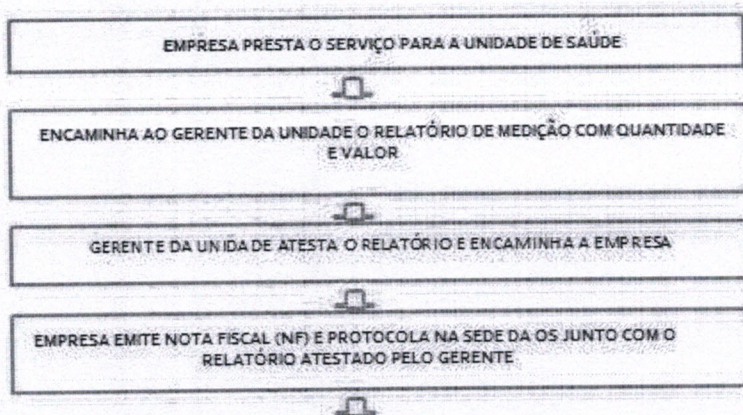 EMPRESA PRESTA O SERVIÇO PARA A UNIDADE DE SAÚDE
ENCAMINHA AO GERENTE DA UNIDADE O RELATÓRIO DE MEDIÇÃO COM QUANTIDADE
E VALOR
GERENTE DA UNIDADE ATESTA O RELATÓRIO E ENCAMINHA A EMPRESA
EMPRESA EMITE NOTA FISCAL (NF) E PROTOCOLA NA SEDE DA OS JUNTO COM O
RELATÓRIO ATESTADO PELO GERENTE